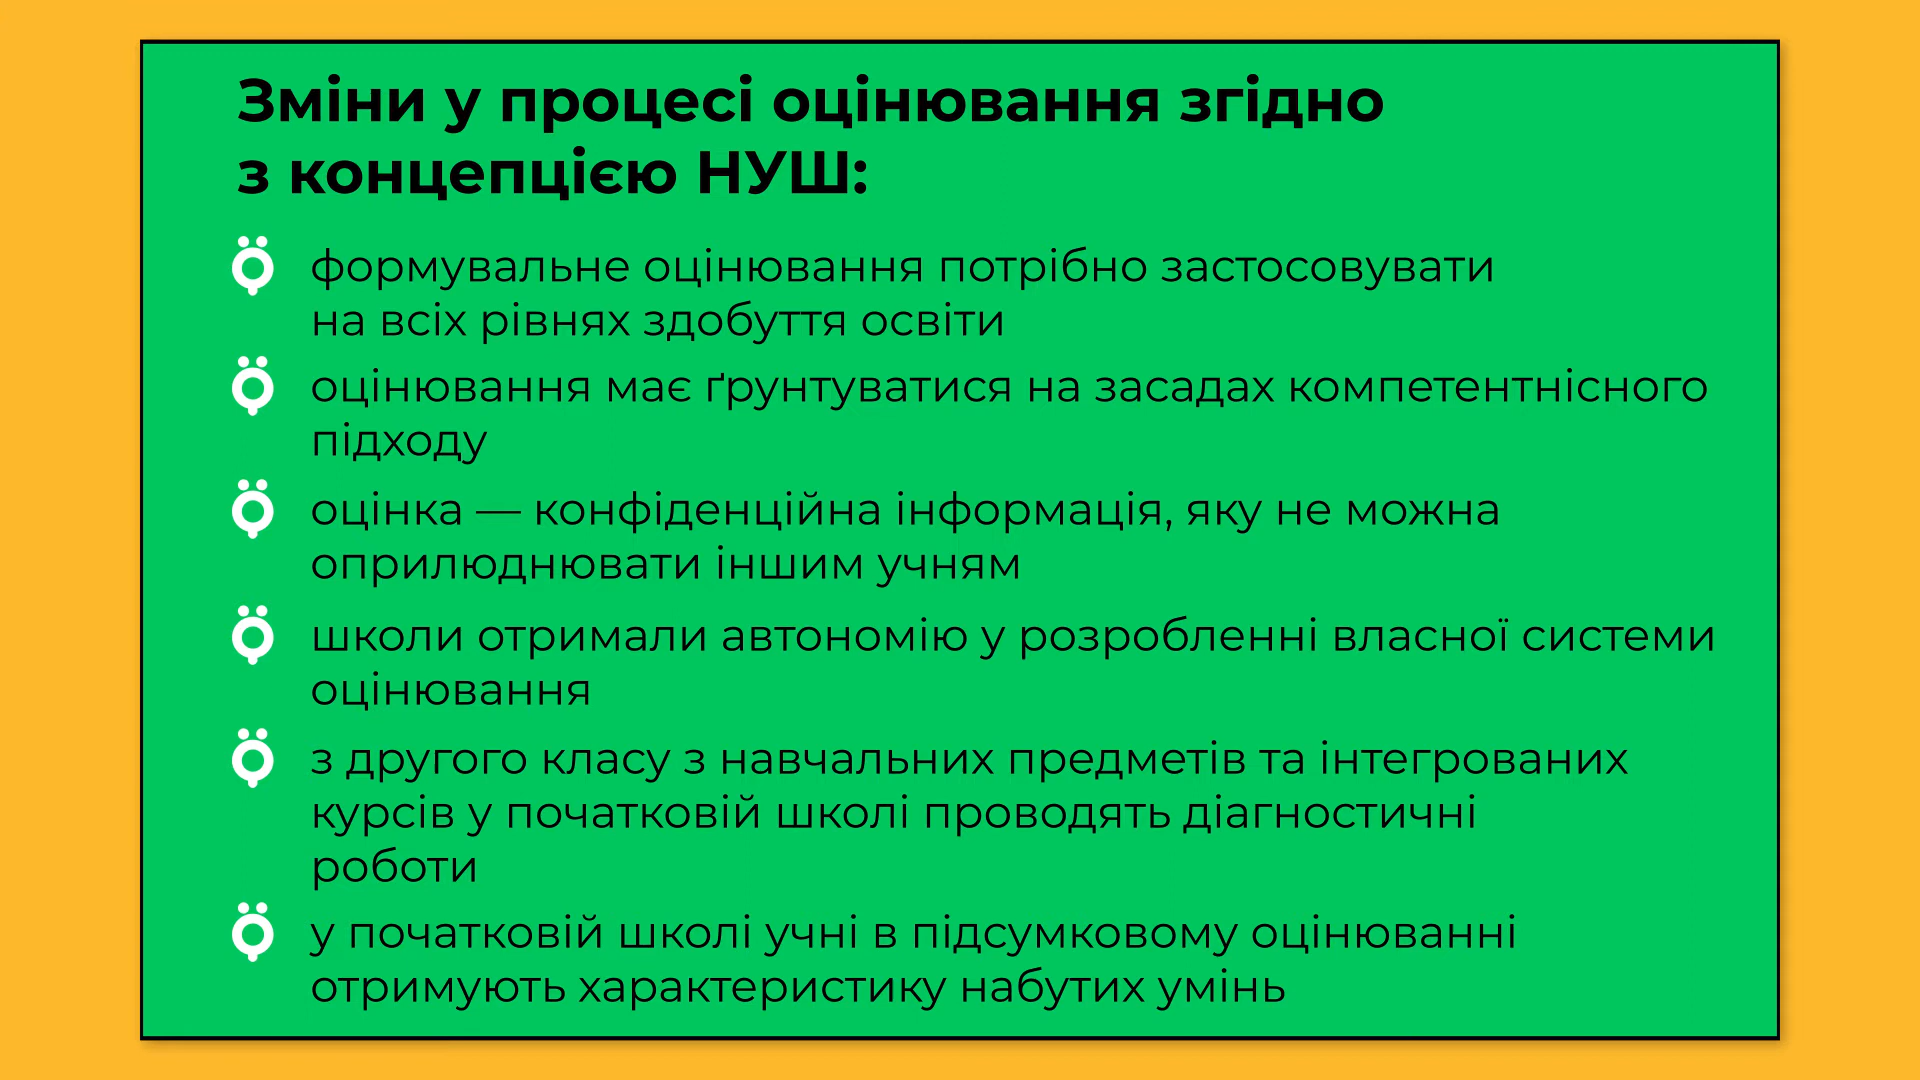 Зміни у процесі оцінювання згідно
з концепцією НУШ:
формувальне оцінювання потрібно застосовувати
на всіх рівнях здобуття освіти
оцінювання має ґрунтуватися на засадах компетентнісного
підходу
оцінка — конфіденційна інформація, яку не можна
оприлюднювати іншим учням
школи отримали автономію у розробленні власної системи
оцінювання
з другого класу з навчальних предметів та інтегрованих
курсів у початковій школі проводять діагностичні
роботи
у початковій школі учні в підсумковому оцінюванні
отримують характеристику набутих умінь